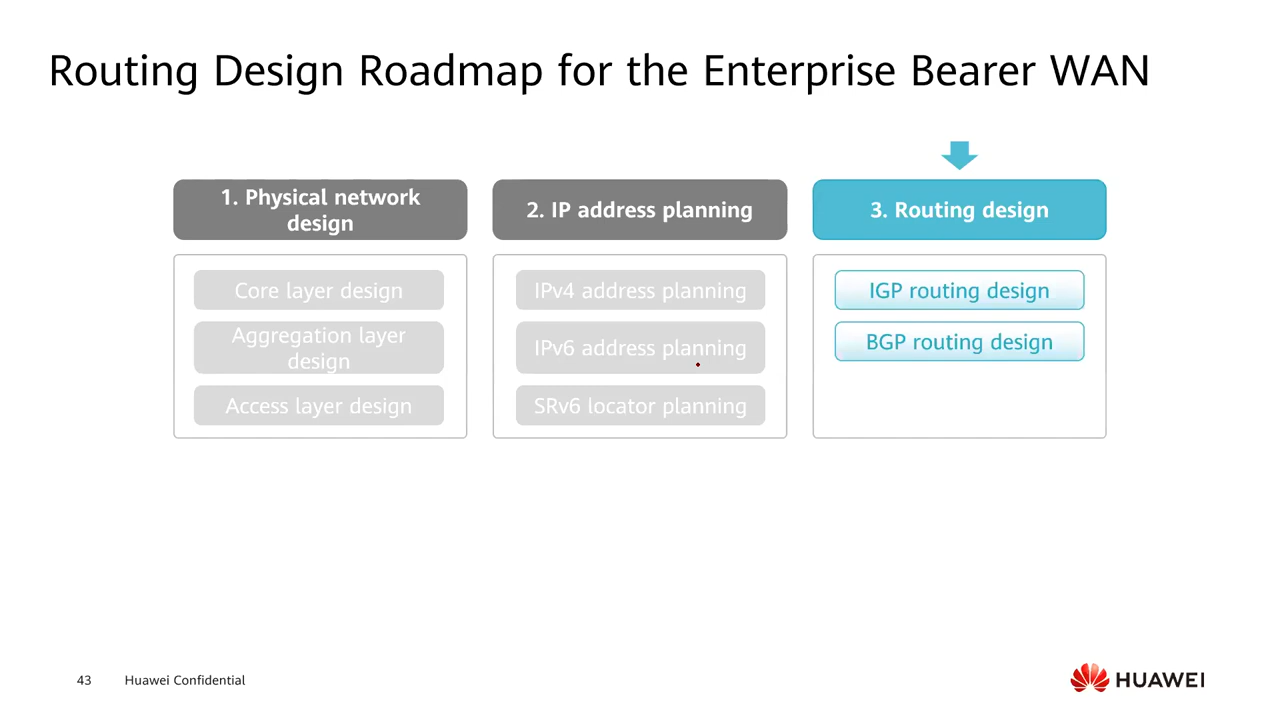 Routing Design Roadmap for the Enterprise Bearer WAN
1. Physical network
design
Core layer design
Aggregation layer
design
Access layer design
2. IP address planning
IPv4 address planning
IPv6 address planning
SRv6 locator planning
3. Routing design
IGP routing design
BGP routing design
43
Huawei Confidential
HUAWEI